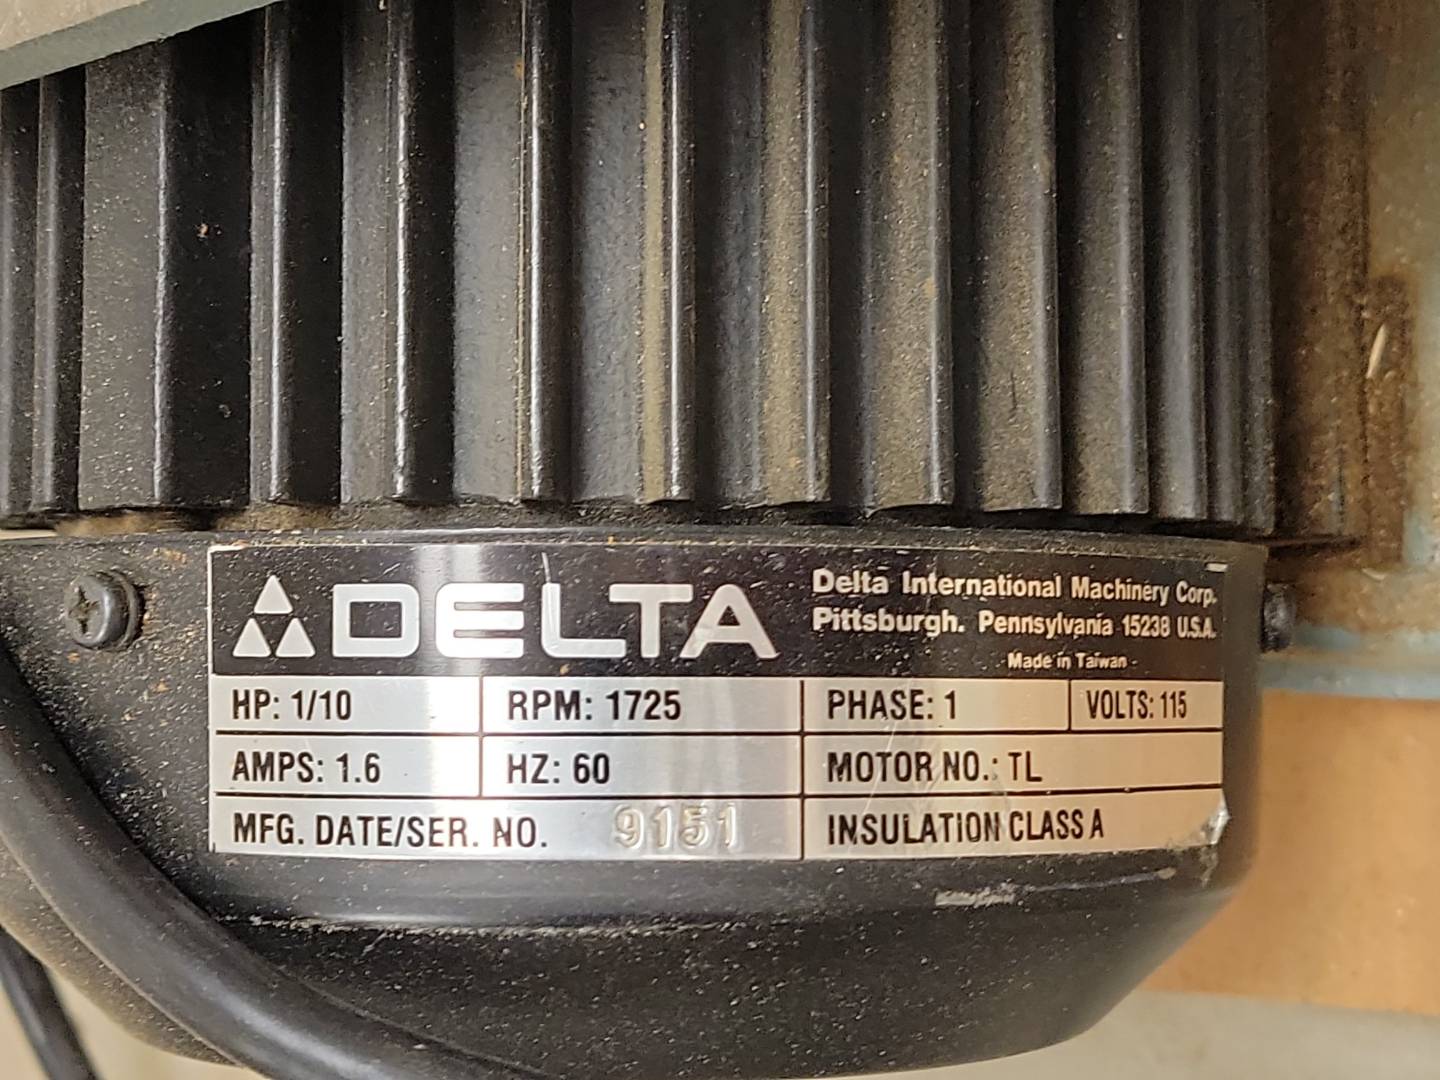 DELTA
Delta International Machinery Corp.
Pittsburgh. Pennsylvania 15238 U.S.A.
- Made in Taiwan -
HP: 1/10 RPM: 1725 PHASE: 1 VOLTS: 115
AMPS: 1.6 HZ: 60 MOTOR NO.: TL
MFG. DATE/SER. NO. 9151 INSULATION CLASS A